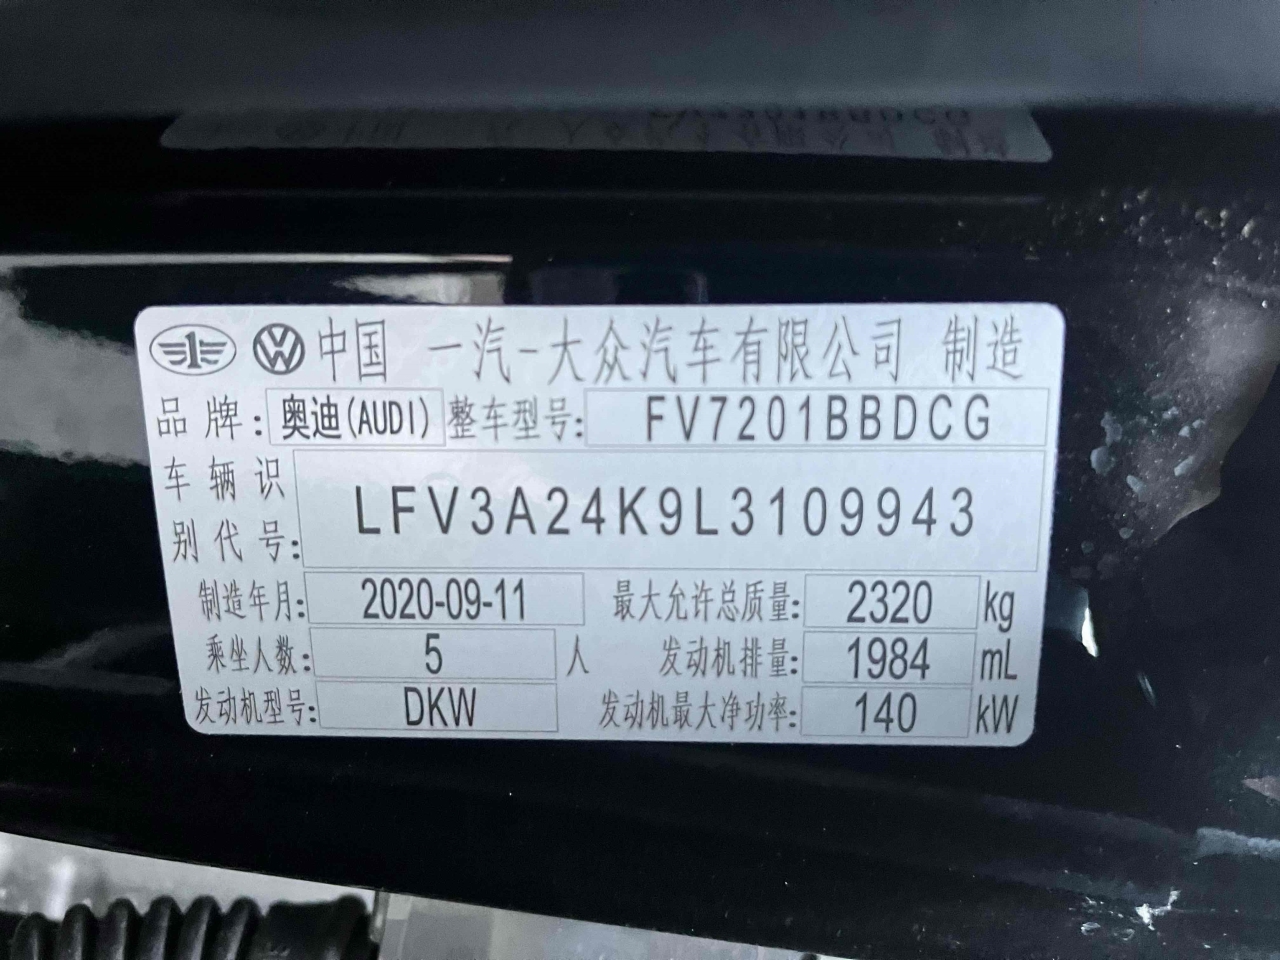 中国 一汽-大众汽车有限公司 制造
品牌: 奥迪(AUDI) 整车型号: FV7201BBDCG
车辆识
别代号: LFV3A24K9L3109943
制造年月: 2020-09-11 最大允许总质量: 2320 kg
乘坐人数: 5 人 发动机排量: 1984 mL
发动机型号: DKW 发动机最大净功率: 140 kW